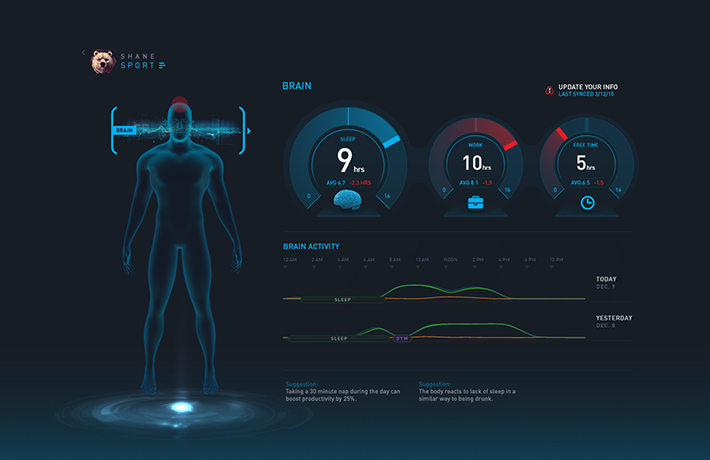 SHANE
SPORT
BRAIN
BRAIN
UPDATE YOUR INFO
LAST SYNCED 3/12/15
SLEEP
9 hrs
AVG 6.7 -2.3 HRS
0 16
WORK
10 hrs
AVG 8.1 -1.9
0 16
FREE TIME
5 hrs
AVG 6.5 -1.5
0 16
BRAIN ACTIVITY
12 AM 2 AM 4 AM 6 AM 8 AM 10 AM NOON 2 PM 4 PM 6 PM 8 PM 10 PM
SLEEP
TODAY
DEC. 9
SLEEP
GYM
YESTERDAY
DEC. 8
Suggestion:
Taking a 30 minute nap during the day can
boost productivity by 25%.
Suggestion:
The body reacts to lack of sleep in a
similar way to being drunk.